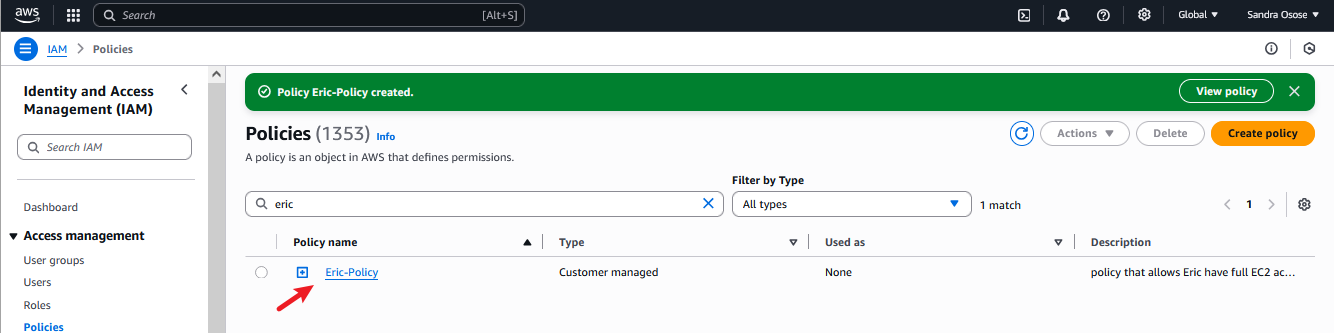 aws Search [Alt+S] Global Sandra Osose
IAM > Policies
Identity and Access
Management (IAM)
Search IAM
Dashboard
Access management
User groups
Users
Roles
Policies
Policy Eric-Policy created. View policy
Policies (1353) Info Actions Delete Create policy
A policy is an object in AWS that defines permissions.
Filter by Type
eric All types 1 match 1
Policy name Type Used as Description
Eric-Policy Customer managed None policy that allows Eric have full EC2 ac...